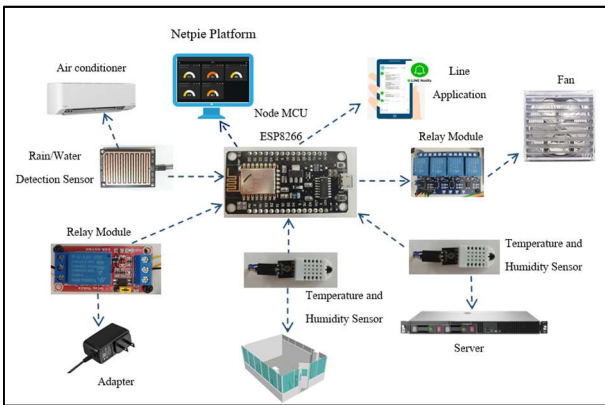 Netpie Platform
Air conditioner
Line
Application
Fan
Node MCU
ESP8266
Relay Module
Rain/Water
Detection Sensor
Relay Module
Temperature and
Humidity Sensor
Temperature and
Humidity Sensor
Server
Adapter